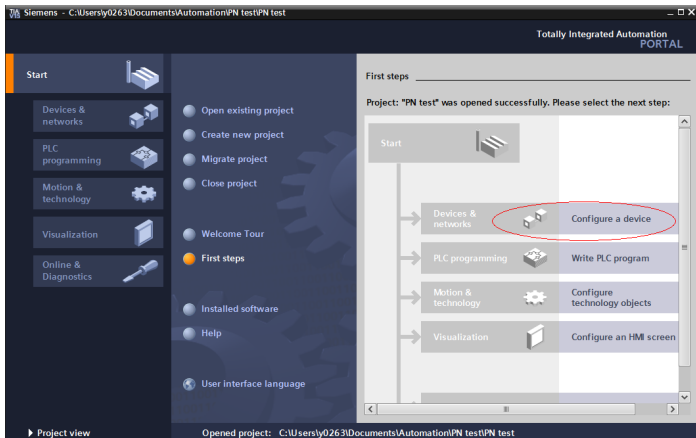 Siemens - C:\Users\y0263\Documents\Automation\PN test\PN test
Totally Integrated Automation
PORTAL
Start
Devices &
networks
PLC
programming
Motion &
technology
Visualization
Online &
Diagnostics
Open existing project
Create new project
Migrate project
Close project
Welcome Tour
First steps
Installed software
Help
User interface language
First steps
Project: "PN test" was opened successfully. Please select the next step:
Start
Devices &
networks
Configure a device
PLC programming
Write PLC program
Motion &
technology
Configure
technology objects
Visualization
Configure an HMI screen
Project view
Opened project: C:\Users\y0263\Documents\Automation\PN test\PN test